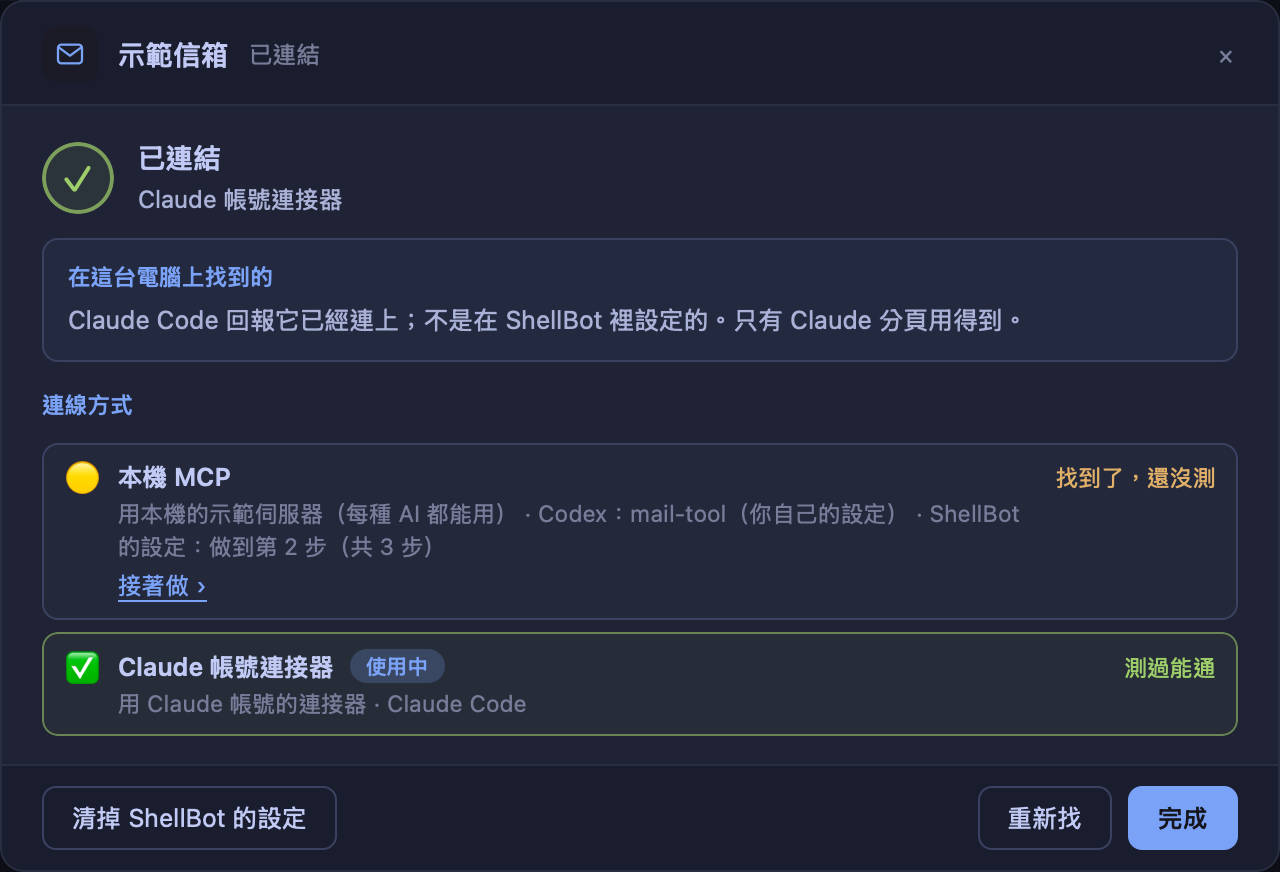 示範信箱 已連結
×
已連結
Claude 帳號連接器
在這台電腦上找到的
Claude Code 回報它已經連上；不是在 ShellBot 裡設定的。只有 Claude 分頁用得到。
連線方式
本機 MCP
找到了，還沒測
用本機的示範伺服器（每種 AI 都能用） · Codex：mail-tool（你自己的設定） · ShellBot
的設定：做到第 2 步（共 3 步）
接著做 ›
Claude 帳號連接器 使用中
測過能通
用 Claude 帳號的連接器 · Claude Code
清掉 ShellBot 的設定
重新找
完成